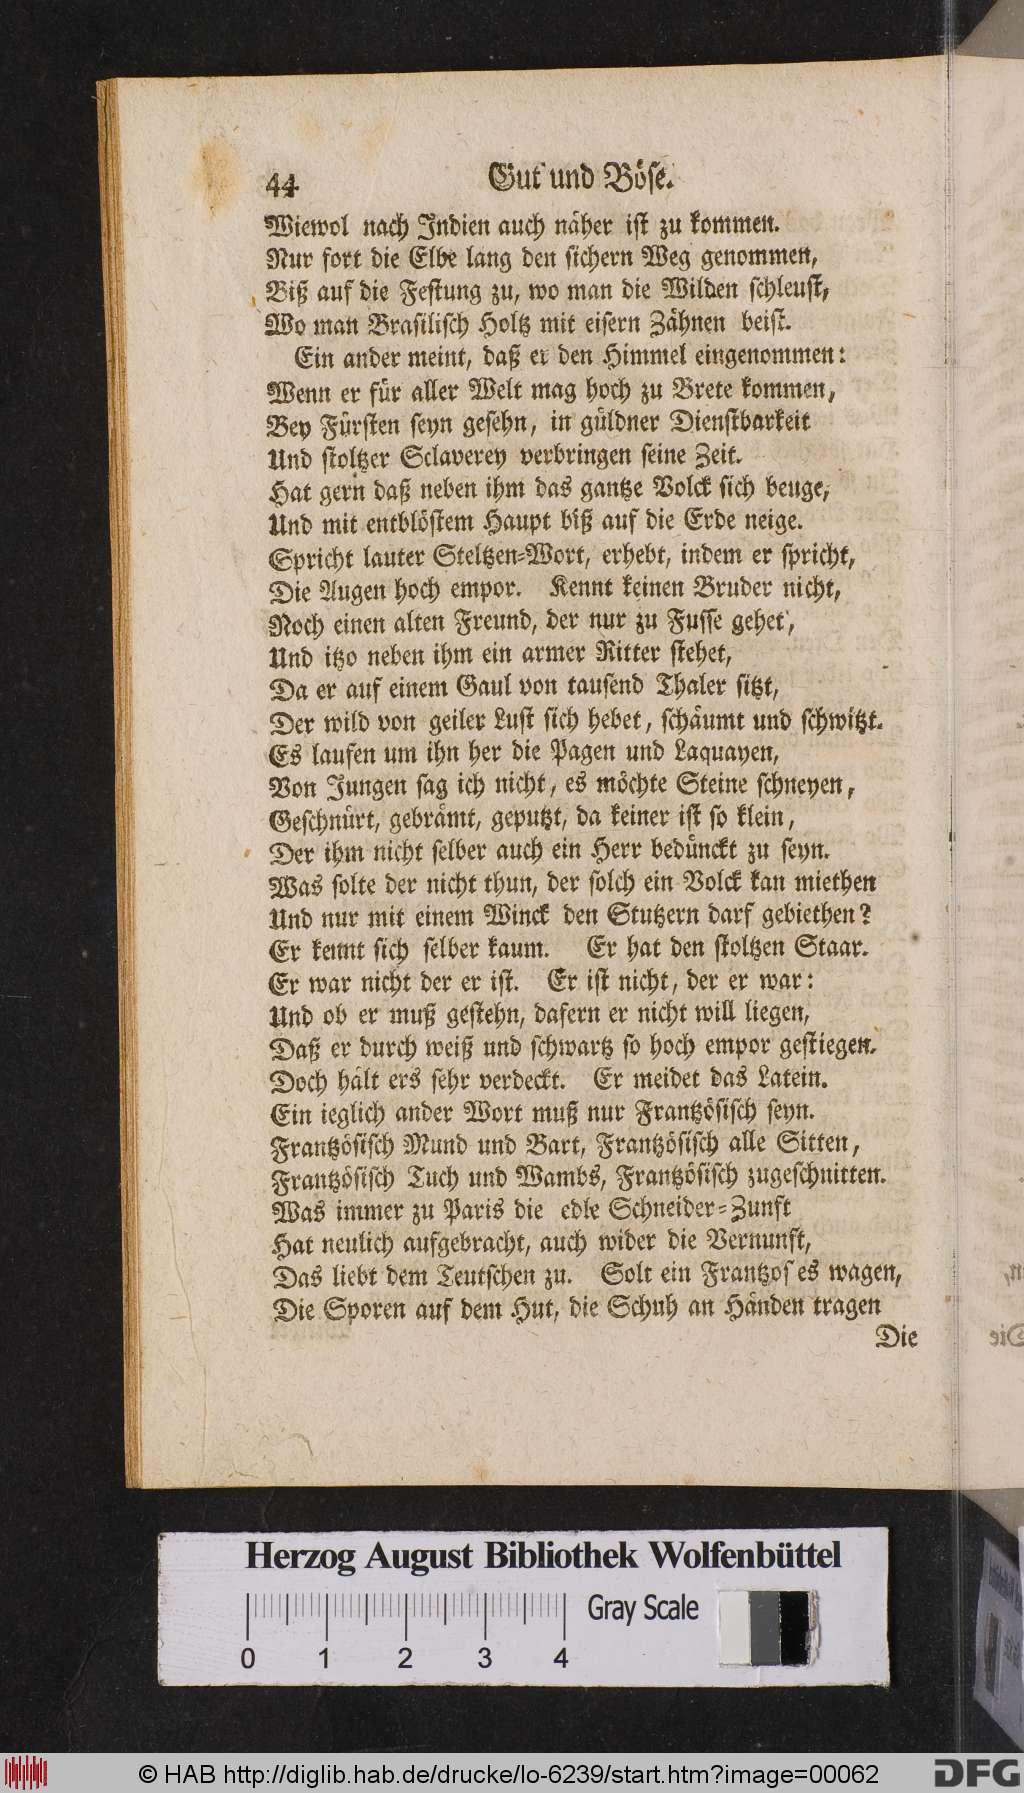 44 Gut und Böse.
Wiewol nach Indien auch näher ist zu kommen.
Nur fort die Elbe lang den sichern Weg genommen,
Biß auf die Festung zu, wo man die Wilden schleust,
Wo man Brasilisch Holtz mit eisern Zähnen beist.
Ein ander meint, daß er den Himmel eingenommen:
Wenn er für aller Welt mag hoch zu Brete kommen,
Bey Fürsten seyn gesehn, in güldner Dienstbarkeit
Und stoltzer Sclaverey verbringen seine Zeit.
Hat gern daß neben ihm das gantze Volck sich beuge,
Und mit entblöstem Haupt biß auf die Erde neige.
Spricht lauter Steltzen-Wort, erhebt, indem er spricht,
Die Augen hoch empor. Kennt keinen Bruder nicht,
Noch einen alten Freund, der nur zu Fusse gehet,
Und itzo neben ihm ein armer Ritter stehet,
Da er auf einem Gaul von tausend Thaler sitzt,
Der wild von geiler Lust sich hebet, schäumt und schwitzt.
Es laufen um ihn her die Pagen und Laquayen,
Von Jungen sag ich nicht, es möchte Steine schneyen,
Geschnürt, gebrämt, geputzt, da keiner ist so klein,
Der ihm nicht selber auch ein Herr bedünckt zu seyn.
Was solte der nicht thun, der solch ein Volck kan miethen
Und nur mit einem Winck den Stutzern darf gebiethen?
Er kennt sich selber kaum. Er hat den stoltzen Staar.
Er war nicht der er ist. Er ist nicht, der er war:
Und ob er muß gestehn, dafern er nicht will liegen,
Daß er durch weiß und schwartz so hoch empor gestiegen.
Doch hält ers sehr verdeckt. Er meidet das Latein.
Ein ieglich ander Wort muß nur Frantzösisch seyn.
Frantzösisch Mund und Bart, Frantzösisch alle Sitten,
Frantzösisch Tuch und Wambs, Frantzösisch zugeschnitten.
Was immer zu Paris die edle Schneider-Zunft
Hat neulich aufgebracht, auch wider die Vernunft,
Das liebt dem Teutschen zu. Solt ein Frantzos es wagen,
Die Sporen auf dem Hut, die Schuh an Händen tragen
Die
Herzog August Bibliothek Wolfenbüttel
Gray Scale
0 1 2 3 4
© HAB http://diglib.hab.de/drucke/lo-6239/start.htm?image=00062
DFG